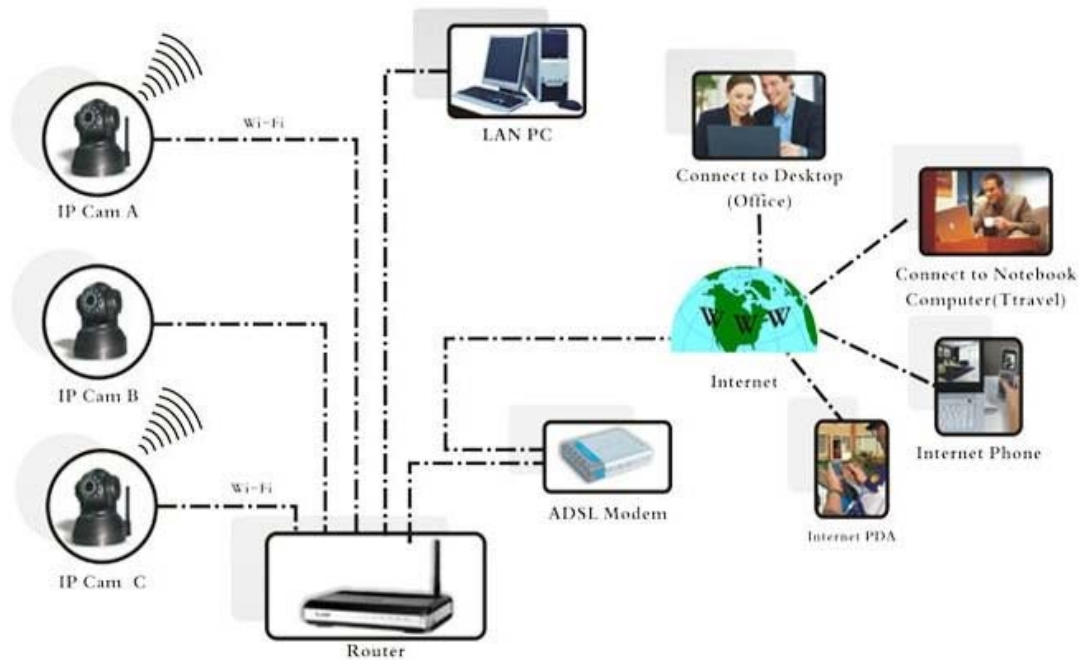 Wi-Fi
LAN PC
IP Cam A
Connect to Desktop
(Office)
Connect to Notebook
Computer(Ttravel)
W W W
IP Cam B
Internet
Internet Phone
Wi-Fi
ADSL Modem
Internet PDA
IP Cam C
Router